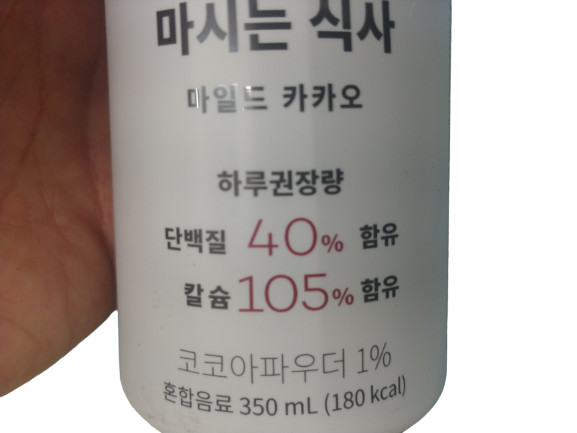 마시는 식사
마일드 카카오
하루권장량
단백질 40% 함유
칼슘 105% 함유
코코아파우더 1%
혼합음료 350 mL (180 kcal)